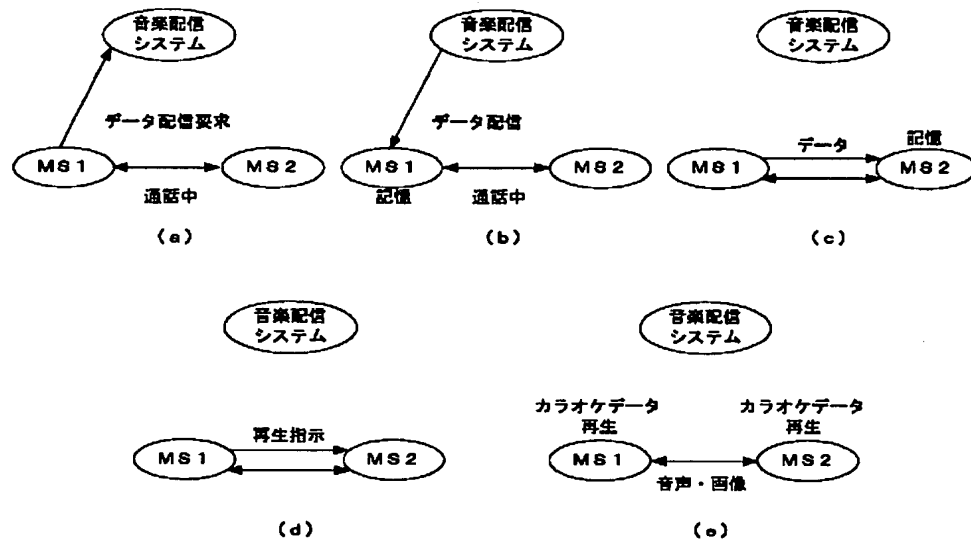 音楽配信
システム
データ配信要求
MS1
MS2
通話中
(a)
音楽配信
システム
データ配信
MS1
MS2
記憶
通話中
(b)
音楽配信
システム
データ
記憶
MS1
MS2
(c)
音楽配信
システム
再生指示
MS1
MS2
(d)
音楽配信
システム
カラオケデータ
再生
カラオケデータ
再生
MS1
MS2
音声・画像
(e)